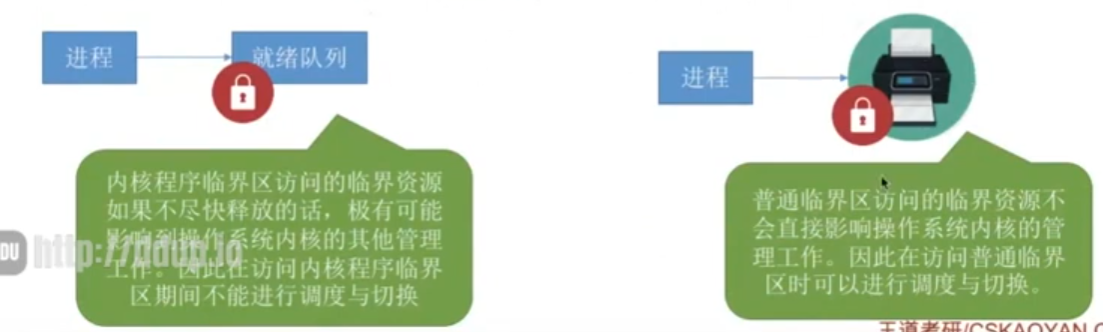 进程
就绪队列
内核程序临界区访问的临界资源
如果不尽快释放的话，极有可能
影响到操作系统内核的其他管理
工作。因此在访问内核程序临界
区期间不能进行调度与切换
进程
普通临界区访问的临界资源不
会直接影响操作系统内核的管
理工作。因此在访问普通临界
区时可以进行调度与切换。
DU
王道考研/CSKAOYAN.C